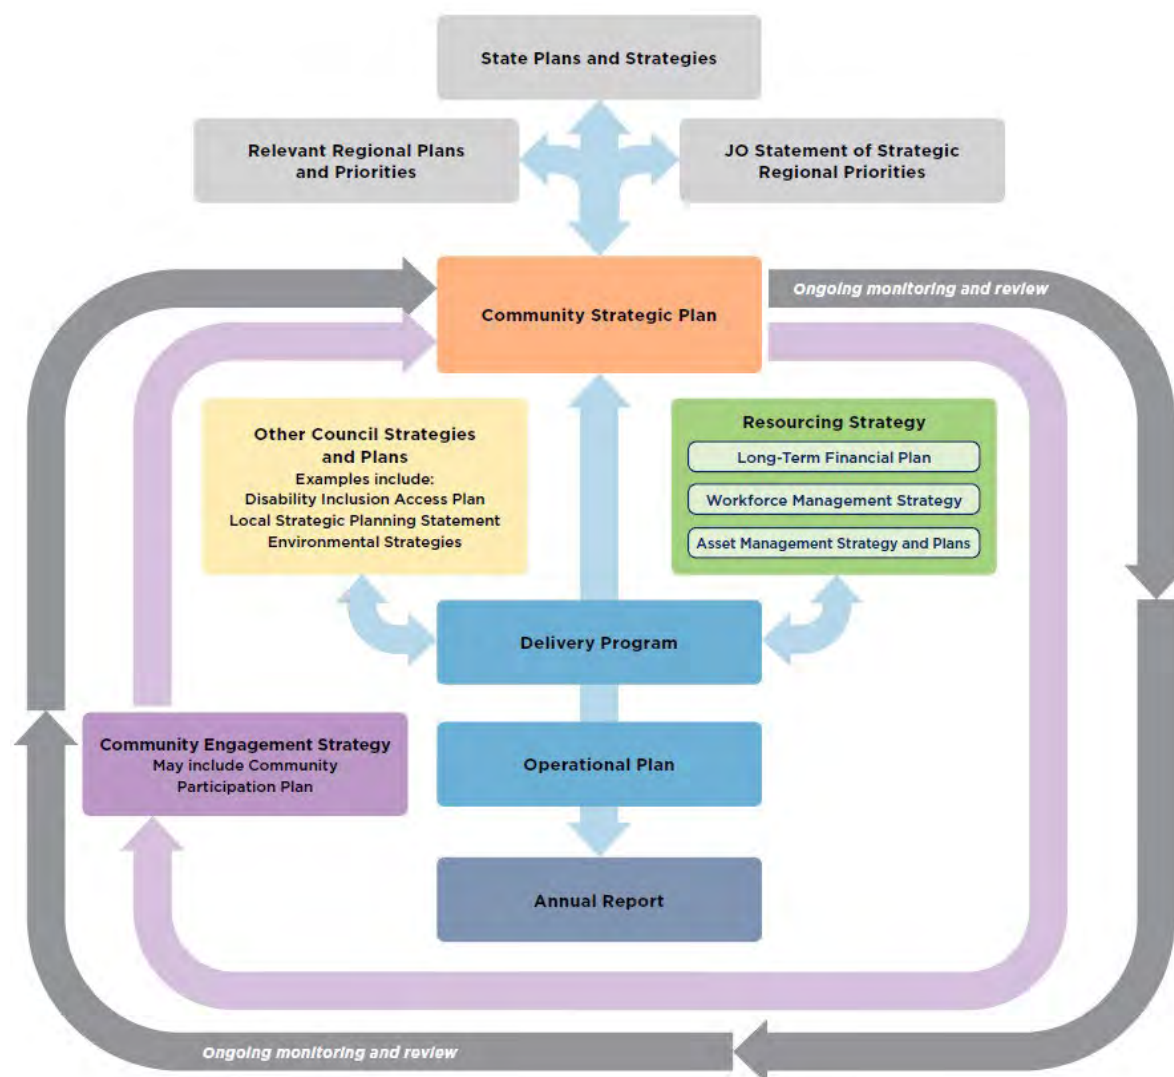 State Plans and Strategies
Relevant Regional Plans
and Priorities
JO Statement of Strategic
Regional Priorities
Community Strategic Plan
Ongoing monitoring and review
Other Council Strategies
and Plans
Examples include:
Disability Inclusion Access Plan
Local Strategic Planning Statement
Environmental Strategies
Resourcing Strategy
Long-Term Financial Plan
Workforce Management Strategy
Asset Management Strategy and Plans
Delivery Program
Community Engagement Strategy
May include Community
Participation Plan
Operational Plan
Annual Report
Ongoing monitoring and review